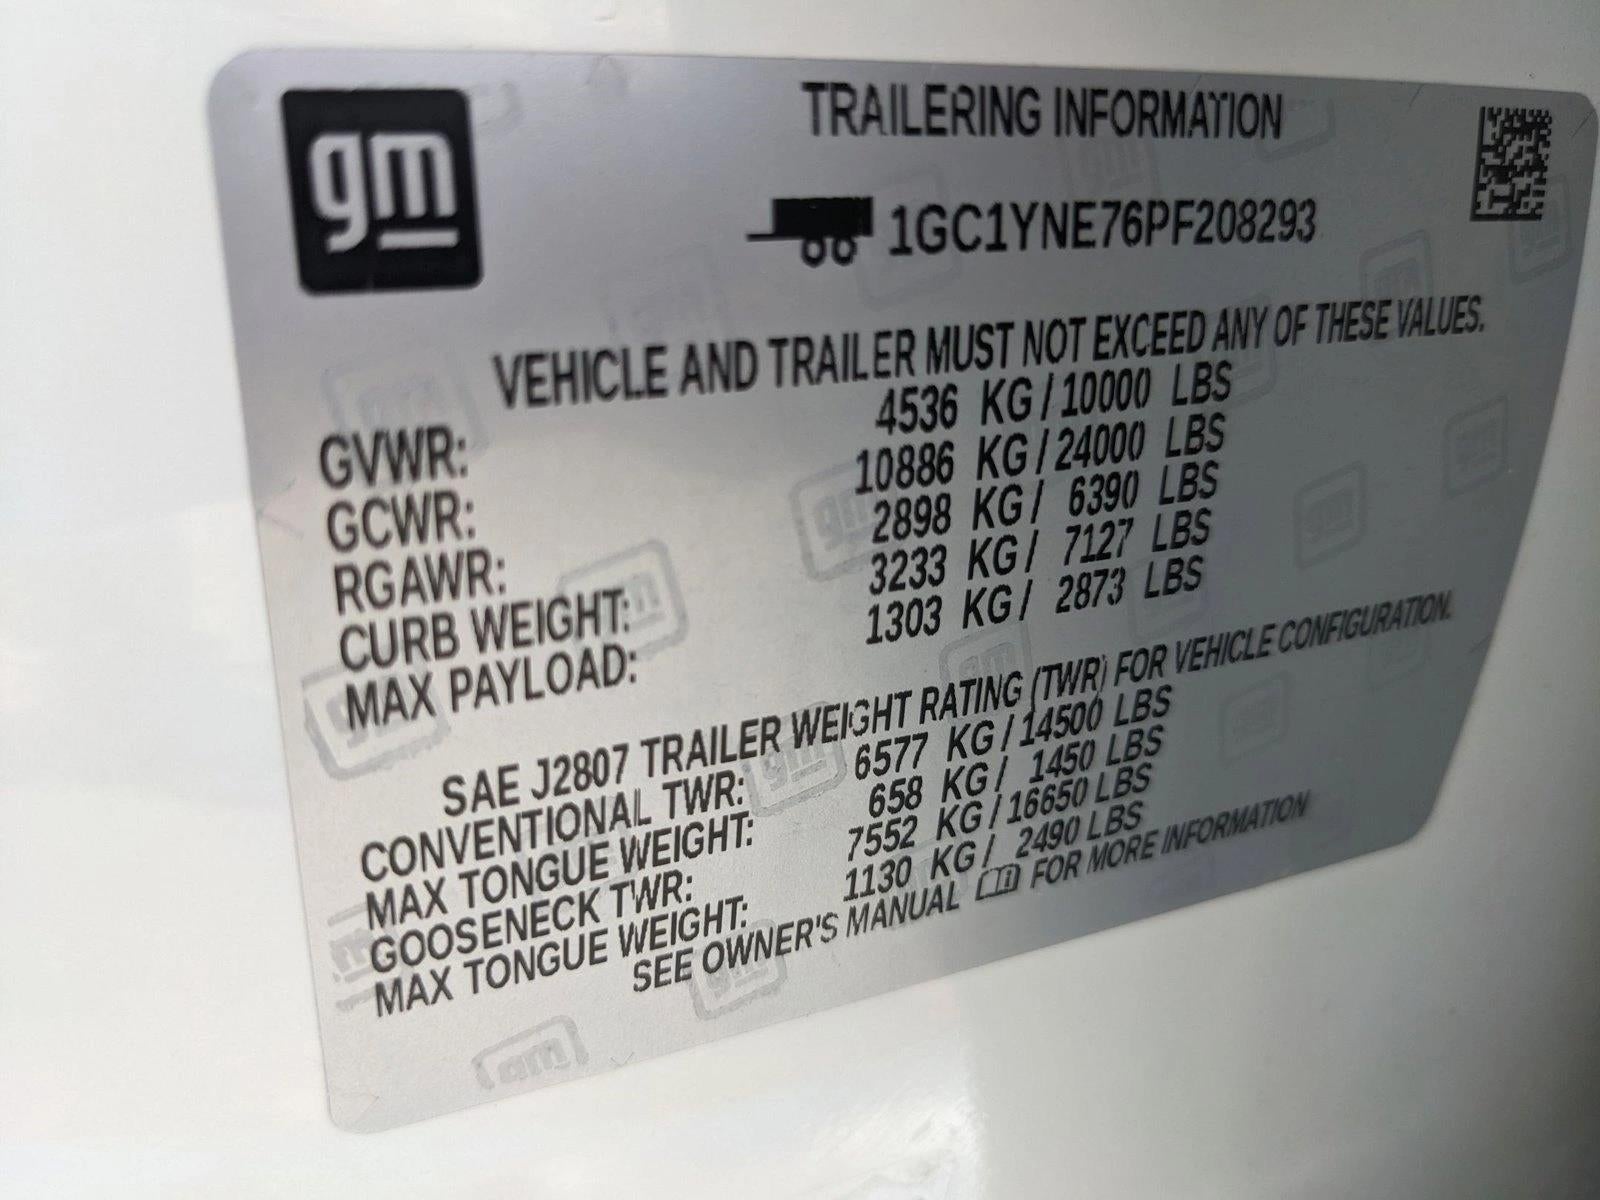 gm
TRAILERING INFORMATION
1GC1YNE76PF208293
VEHICLE AND TRAILER MUST NOT EXCEED ANY OF THESE VALUES.
GVWR: 4536 KG/10000 LBS
GCWR: 10886 KG/24000 LBS
RGAWR: 2898 KG/ 6390 LBS
CURB WEIGHT: 3233 KG/ 7127 LBS
MAX PAYLOAD: 1303 KG/ 2873 LBS
SAE J2807 TRAILER WEIGHT RATING (TWR) FOR VEHICLE CONFIGURATION.
CONVENTIONAL TWR: 6577 KG/14500 LBS
MAX TONGUE WEIGHT: 658 KG/ 1450 LBS
GOOSENECK TWR: 7552 KG/16650 LBS
MAX TONGUE WEIGHT: 1130 KG/ 2490 LBS
SEE OWNER'S MANUAL FOR MORE INFORMATION